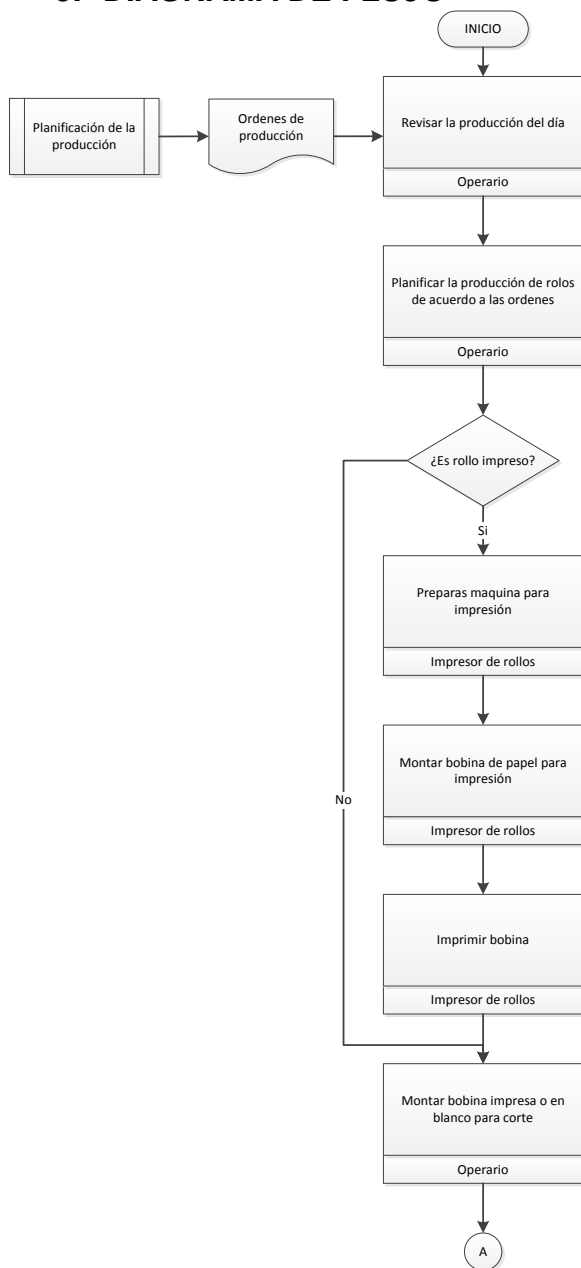 DIAGRAMA DE FLUJO
INICIO
Planificación de la
producción
Ordenes de
producción
Revisar la producción del día
Operario
Planificar la producción de rolos
de acuerdo a las ordenes
Operario
¿Es rollo impreso?
Si
Preparas maquina para
impresión
Impresor de rollos
Montar bobina de papel para
impresión
Impresor de rollos
No
Imprimir bobina
Impresor de rollos
Montar bobina impresa o en
blanco para corte
Operario
A